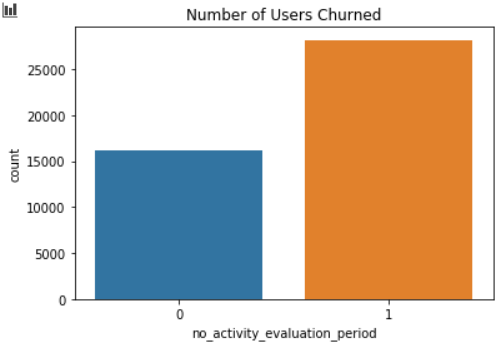 Number of Users Churned
25000
20000
15000
10000
5000
0
count
0 1
no_activity_evaluation_period